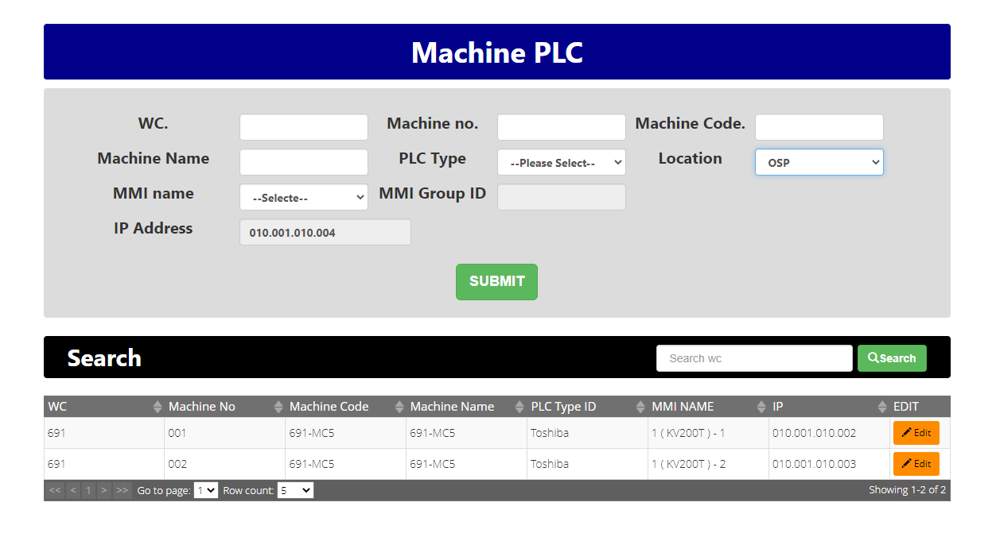 Machine PLC
WC. Machine no. Machine Code.
Machine Name PLC Type --Please Select-- Location OSP
MMI name --Selecte-- MMI Group ID
IP Address 010.001.010.004
SUBMIT
Search Search wc Search
WC Machine No Machine Code Machine Name PLC Type ID MMI NAME IP EDIT
691 001 691-MC5 691-MC5 Toshiba 1 ( KV200T ) - 1 010.001.010.002 Edit
691 002 691-MC5 691-MC5 Toshiba 1 ( KV200T ) - 2 010.001.010.003 Edit
<< < 1 > >> Go to page: 1 Row count: 5 Showing 1-2 of 2